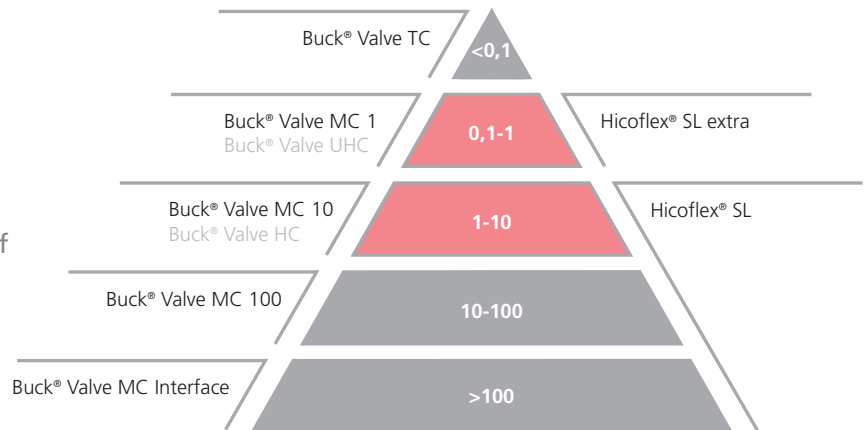 Buck® Valve TC
<0,1
Buck® Valve MC 1
Buck® Valve UHC
0,1-1
Hicoflex® SL extra
Buck® Valve MC 10
Buck® Valve HC
1-10
Hicoflex® SL
f
Buck® Valve MC 100
10-100
Buck® Valve MC Interface
>100